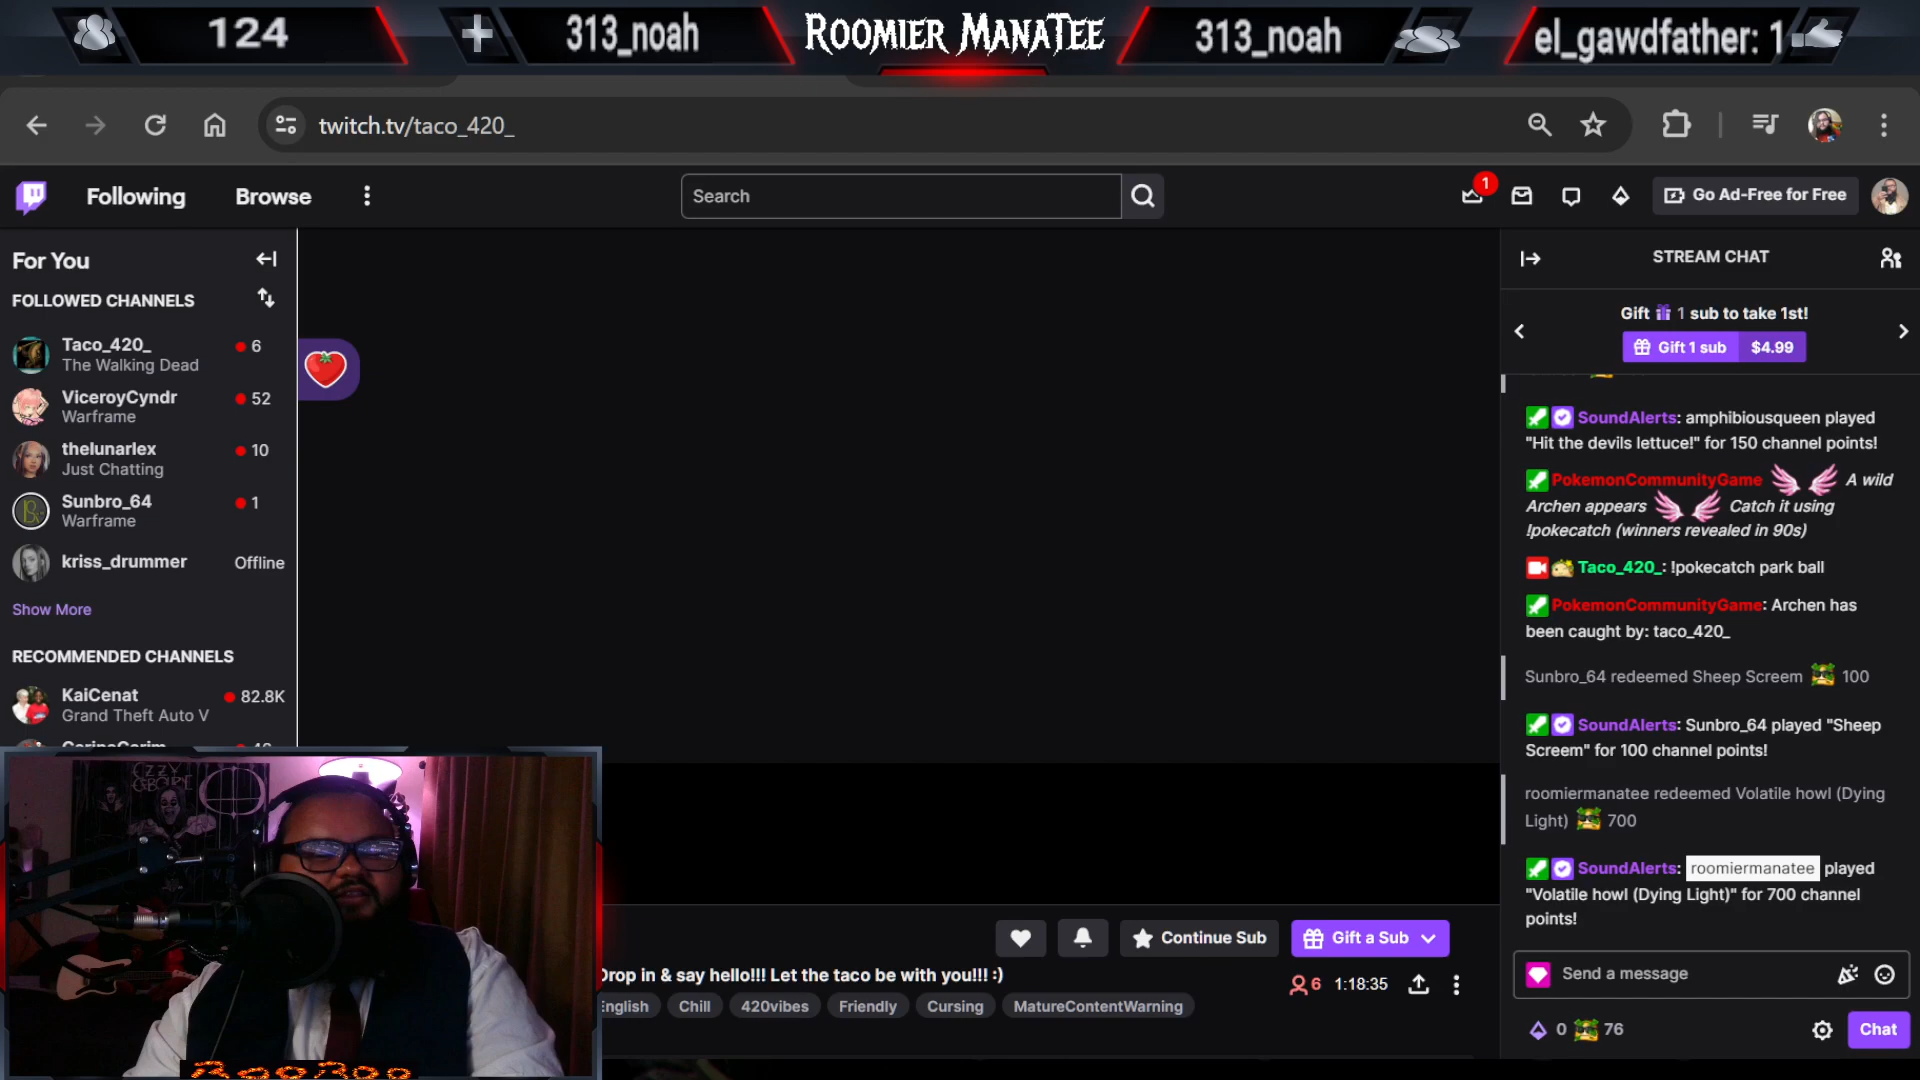 124
313_noah
ROOMIER MANATEE
313_noah
el_gawdfather: 1
twitch.tv/taco_420_
Following
Browse
Search
1
Go Ad-Free for Free
For You
FOLLOWED CHANNELS
Taco_420_
6
The Walking Dead
ViceroyCyndr
52
Warframe
thelunarlex
10
Just Chatting
Sunbro_64
1
Warframe
kriss_drummer
Offline
Show More
RECOMMENDED CHANNELS
KaiCenat
82.8K
Grand Theft Auto V
OZZY
STREAM CHAT
Gift 1 sub to take 1st!
Gift 1 sub $4.99
SoundAlerts: amphibiousqueen played
"Hit the devils lettuce!" for 150 channel points!
PokemonCommunityGame A wild
Archen appears Catch it using
!pokecatch (winners revealed in 90s)
Taco_420_: !pokecatch park ball
PokemonCommunityGame: Archen has
been caught by: taco_420_
Sunbro_64 redeemed Sheep Screem 100
SoundAlerts: Sunbro_64 played "Sheep
Screem" for 100 channel points!
roomiermanatee redeemed Volatile howl (Dying
Light) 700
SoundAlerts: roomiermanatee played
"Volatile howl (Dying Light)" for 700 channel
points!
Send a message
0 76
Chat
Continue Sub
Gift a Sub
Drop in & say hello!!! Let the taco be with you!!! :)
6 1:18:35
English
Chill
420vibes
Friendly
Cursing
MatureContentWarning